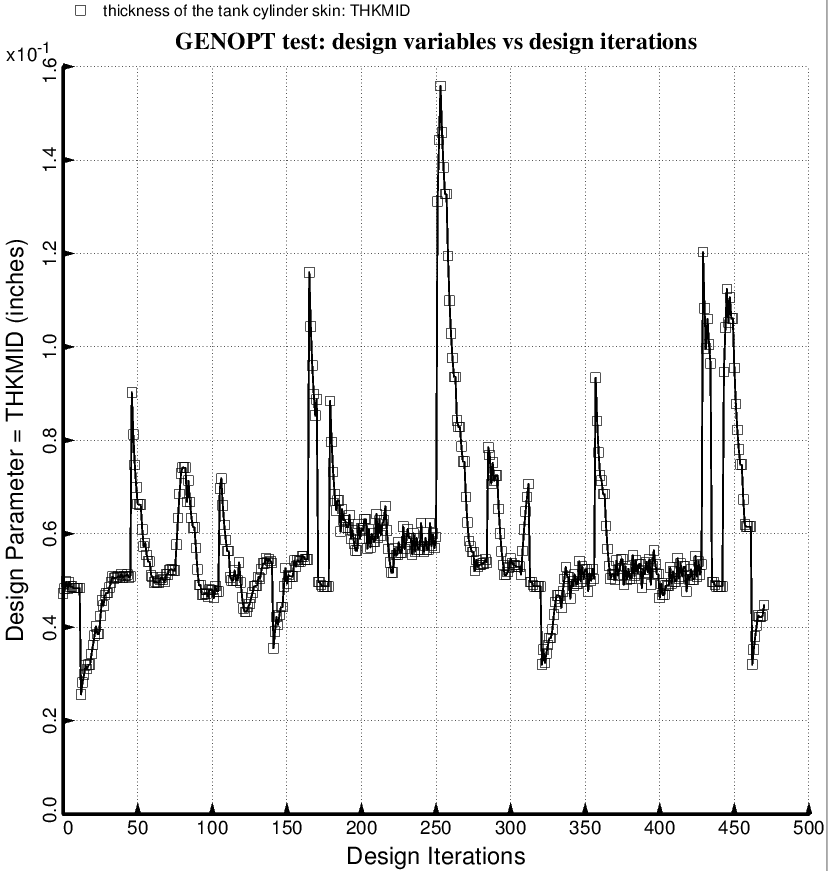 thickness of the tank cylinder skin: THKMID
GENOPT test: design variables vs design iterations
x10-1
1.6
1.4
1.2
1.0
0.8
0.6
0.4
0.2
0.0
Design Parameter = THKMID (inches)
0 50 100 150 200 250 300 350 400 450 500
Design Iterations